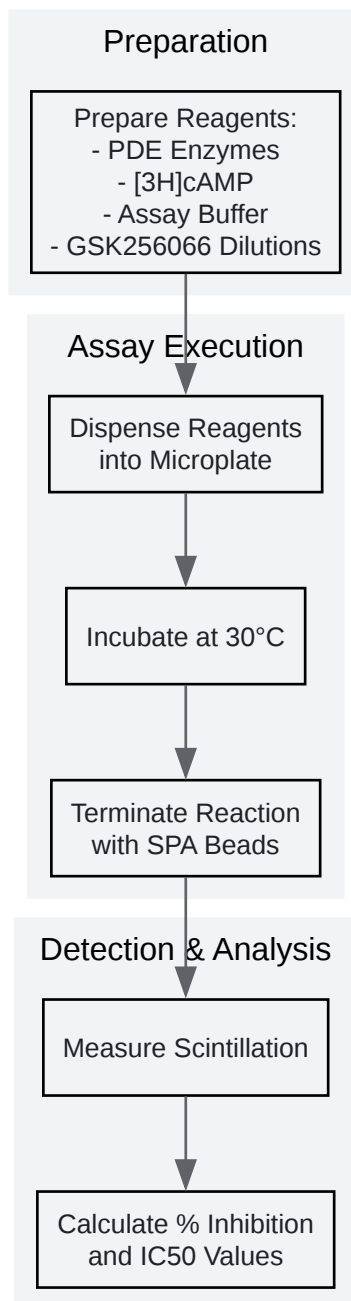 Preparation
Prepare Reagents:
- PDE Enzymes
- [3H]cAMP
- Assay Buffer
- GSK256066 Dilutions
Assay Execution
Dispense Reagents
into Microplate
Incubate at 30°C
Terminate Reaction
with SPA Beads
Detection & Analysis
Measure Scintillation
Calculate % Inhibition
and IC50 Values